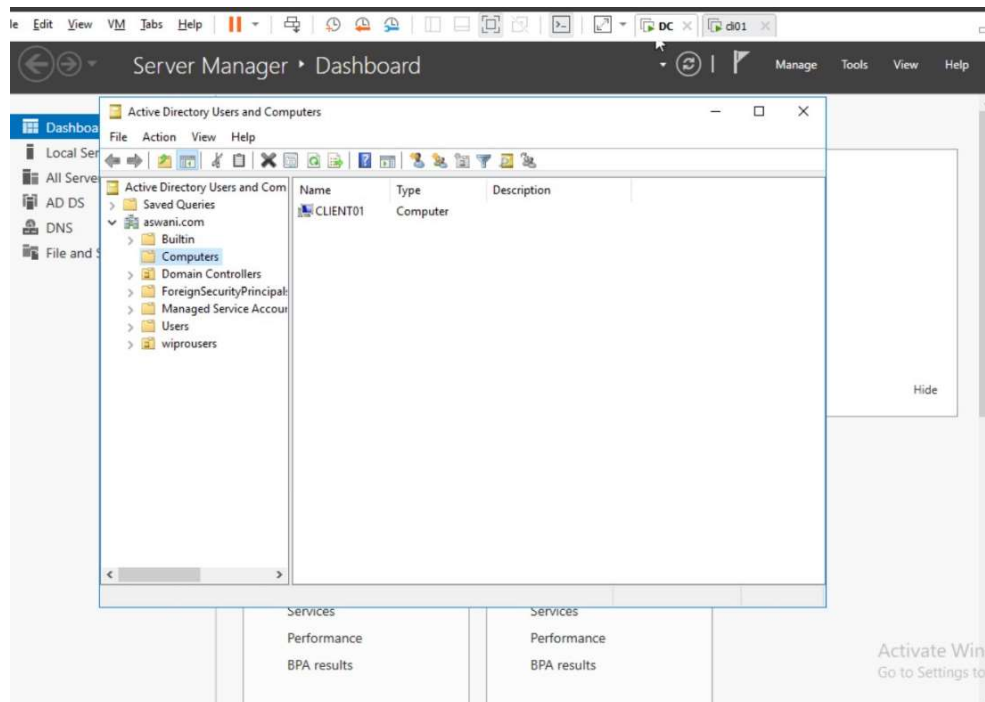 le Edit View VM Tabs Help DC cli01
Server Manager • Dashboard Manage Tools View Help
Active Directory Users and Computers
File Action View Help
Dashboa
Local Ser
All Serve
AD DS
DNS
File and S
Active Directory Users and Com
Saved Queries
aswani.com
Builtin
Computers
Domain Controllers
ForeignSecurityPrincipals
Managed Service Accour
Users
wiprousers
Name Type Description
CLIENT01 Computer
Hide
Services Services
Performance Performance
BPA results BPA results
Activate Win
Go to Settings to